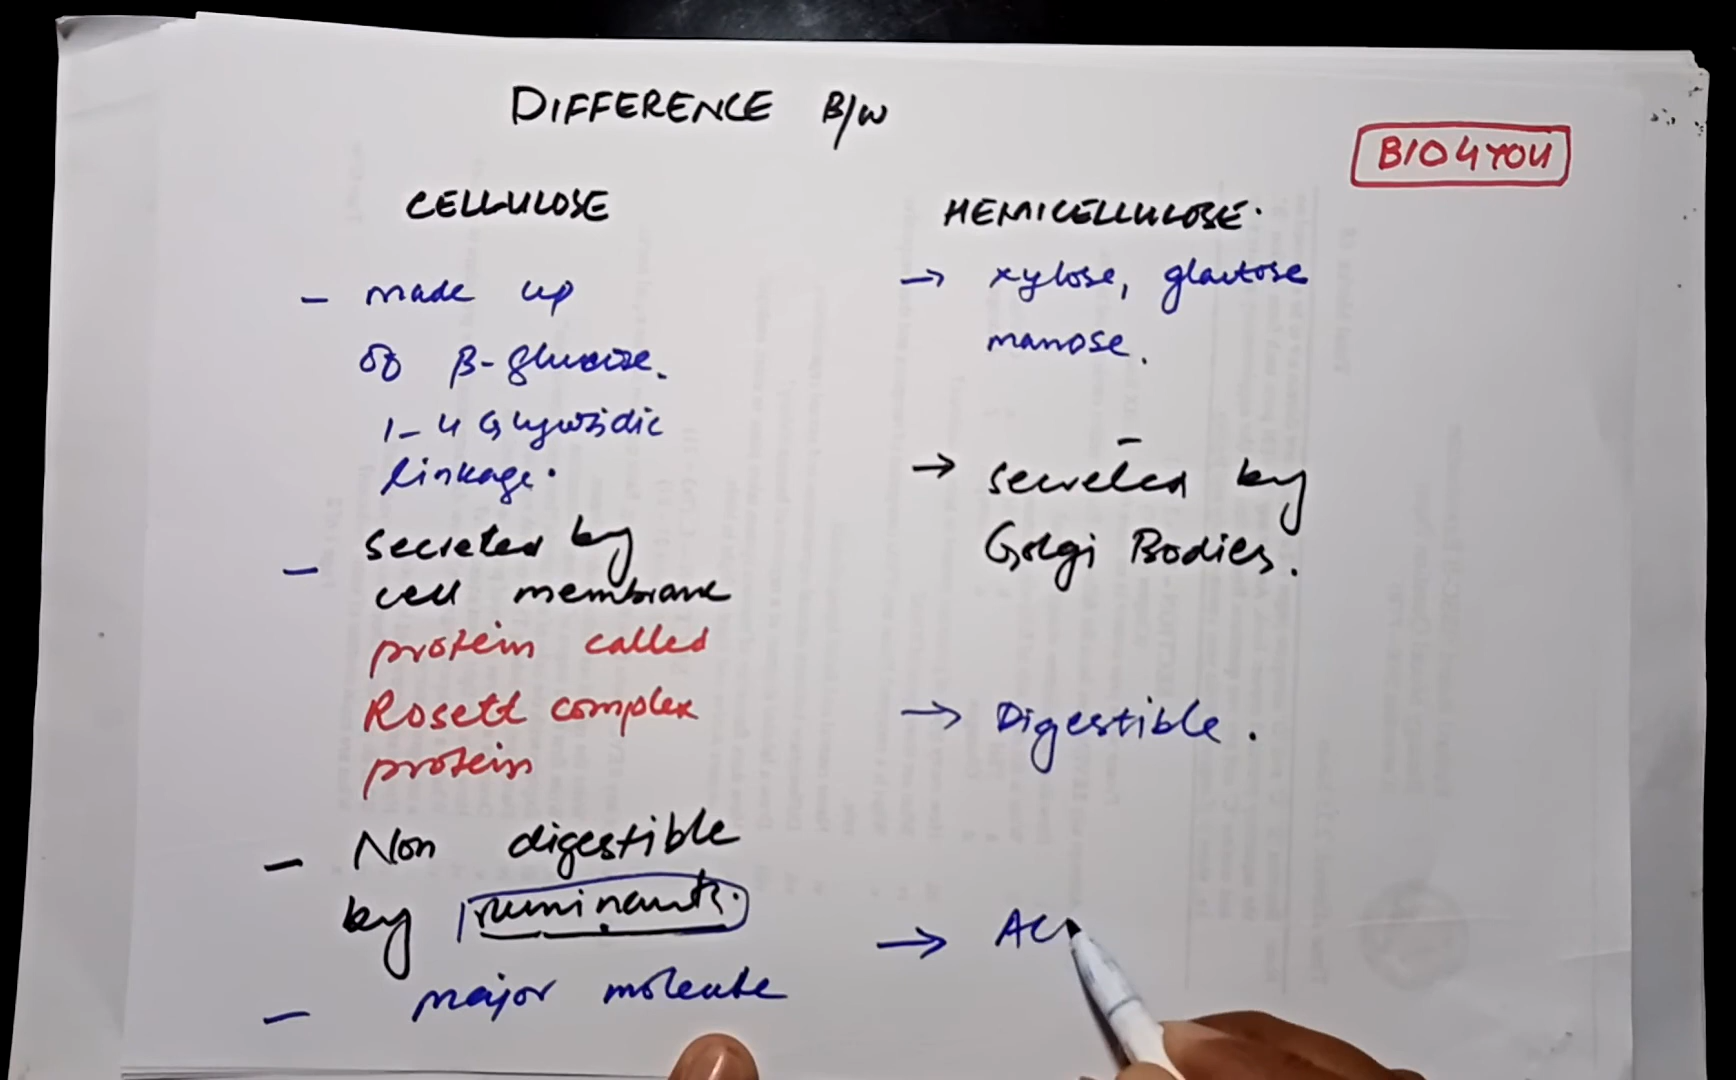 DIFFERENCE B/W
BIO4YOU
CELLULOSE
- made up
of β-glucose.
1-4 Glycosidic
linkage.
- secreted by
cell membrane
protein called
Rosett complex
protein
- Non digestible
by ruminants.
- major molecule
HEMICELLULOSE.
→ xylose, glactose
manose.
→ secreted by
Golgi Bodies.
→ Digestible.
→ AC